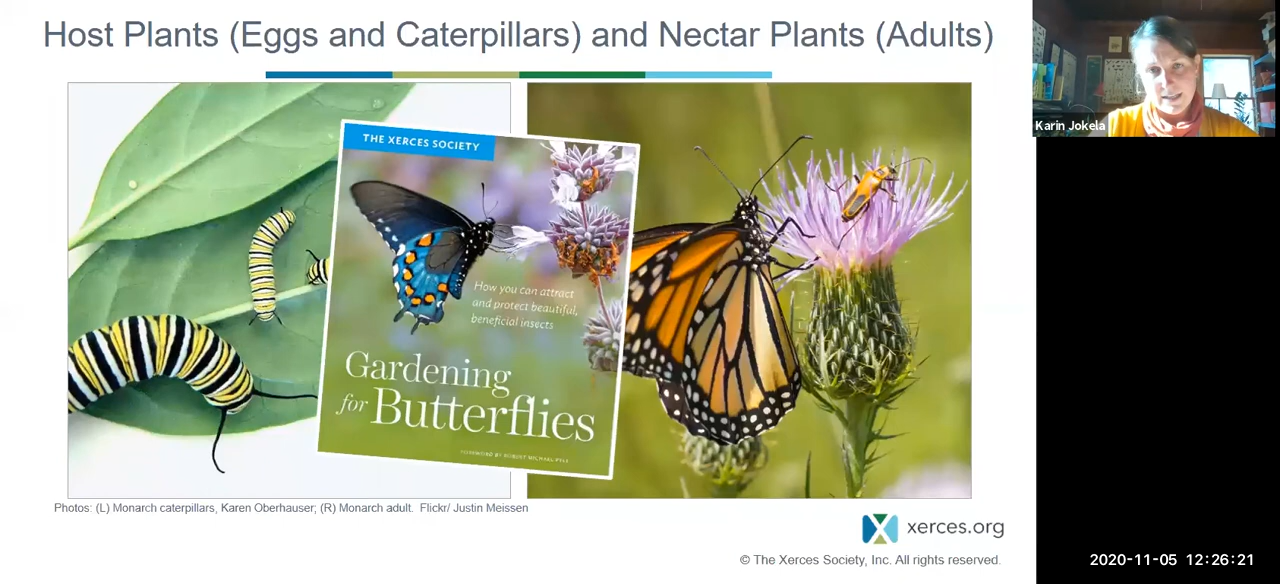 Host Plants (Eggs and Caterpillars) and Nectar Plants (Adults)
Karin Jokela
THE XERCES SOCIETY
How you can attract
and protect beautiful,
beneficial insects
Gardening
for Butterflies
FOREWORD BY ROBERT MICHAEL PYLE
Photos: (L) Monarch caterpillars, Karen Oberhauser; (R) Monarch adult. Flickr/ Justin Meissen
xerces.org
© The Xerces Society, Inc. All rights reserved.
2020-11-05 12:26:21